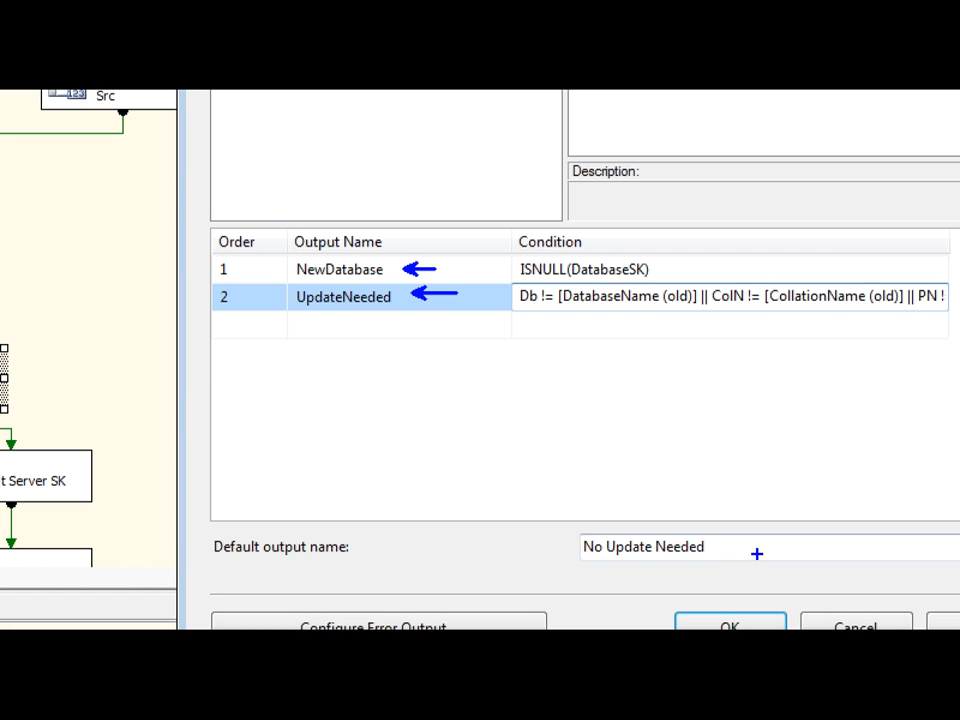 123 Src
Description:
Order Output Name Condition
1 NewDatabase ISNULL(DatabaseSK)
2 UpdateNeeded Db != [DatabaseName (old)] || ColN != [CollationName (old)] || PN !
t Server SK
Default output name: No Update Needed
Configure Error Output OK Cancel